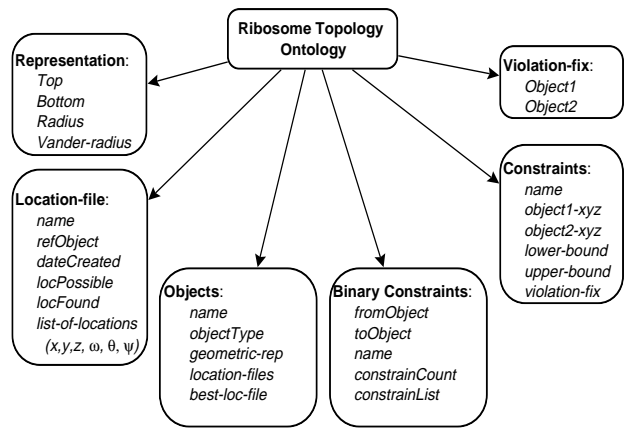 Ribosome Topology
Ontology
Representation:
Top
Bottom
Radius
Vander-radius
Violation-fix:
Object1
Object2
Location-file:
name
refObject
dateCreated
locPossible
locFound
list-of-locations
(x,y,z, ω, θ, ψ)
Constraints:
name
object1-xyz
object2-xyz
lower-bound
upper-bound
violation-fix
Objects:
name
objectType
geometric-rep
location-files
best-loc-file
Binary Constraints:
fromObject
toObject
name
constrainCount
constrainList